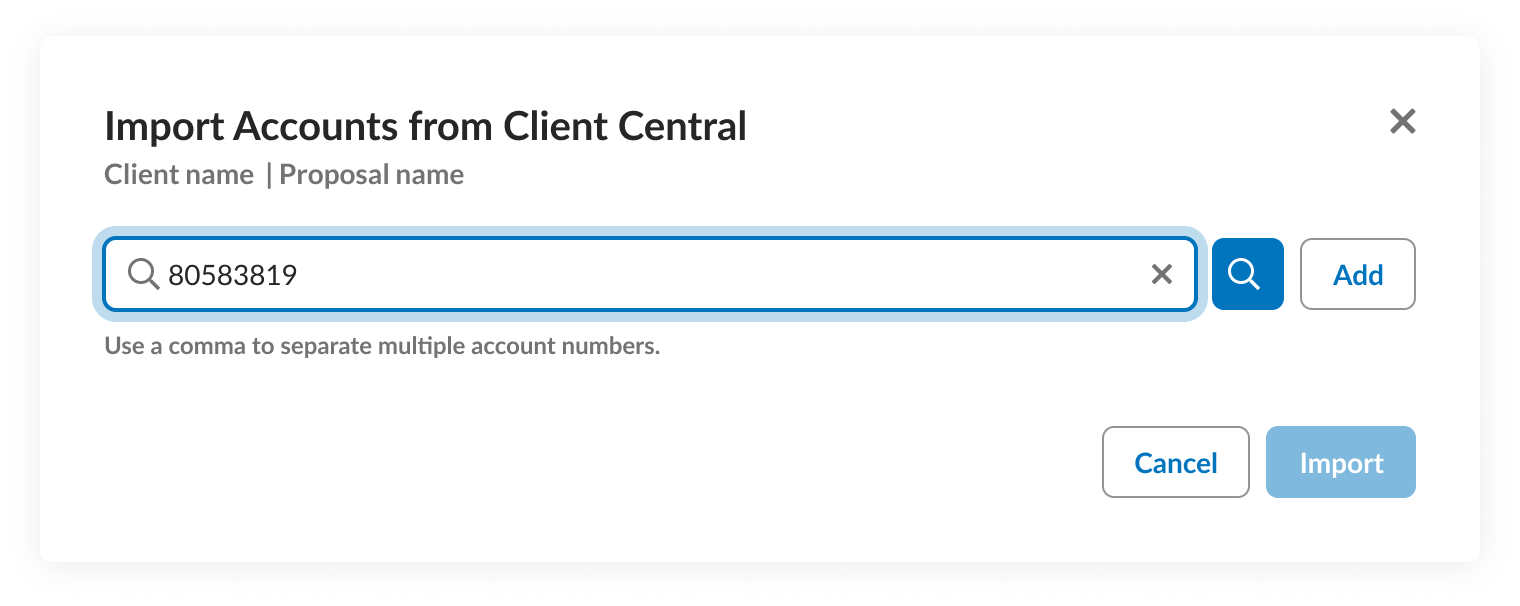 Import Accounts from Client Central
Client name | Proposal name
80583819
Add
Use a comma to separate multiple account numbers.
Cancel
Import